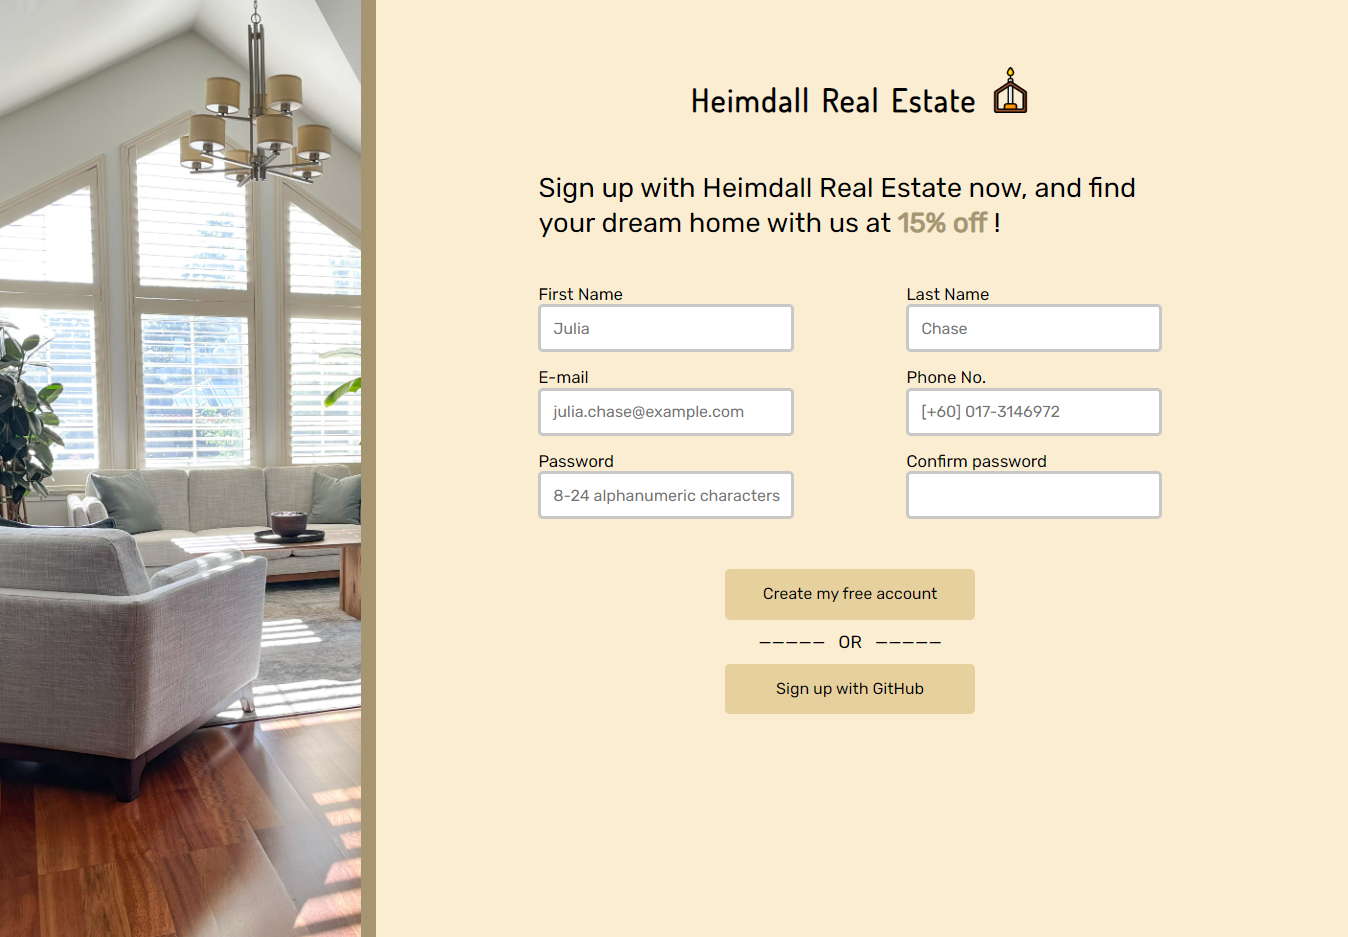 Heimdall Real Estate
Sign up with Heimdall Real Estate now, and find
your dream home with us at 15% off !
First Name
Last Name
Julia
Chase
E-mail
Phone No.
julia.chase@example.com
[+60] 017-3146972
Password
Confirm password
8-24 alphanumeric characters
Create my free account
————— OR —————
Sign up with GitHub